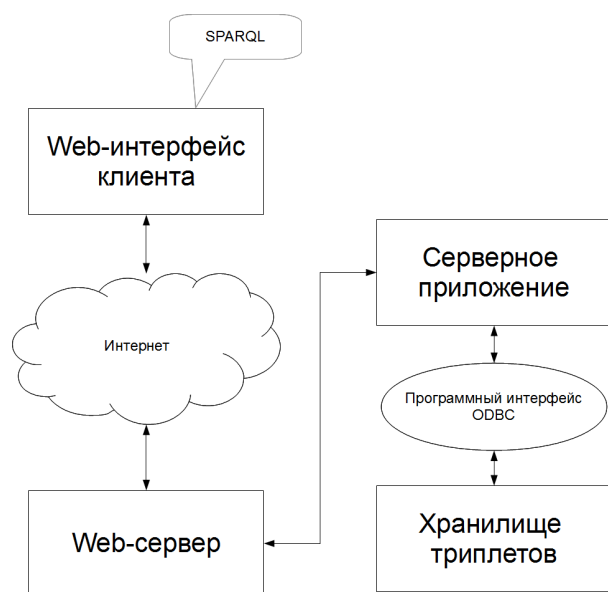 SPARQL
Web-интерфейс
клиента
Интернет
Web-сервер
Серверное
приложение
Программный интерфейс
ODBC
Хранилище
триплетов